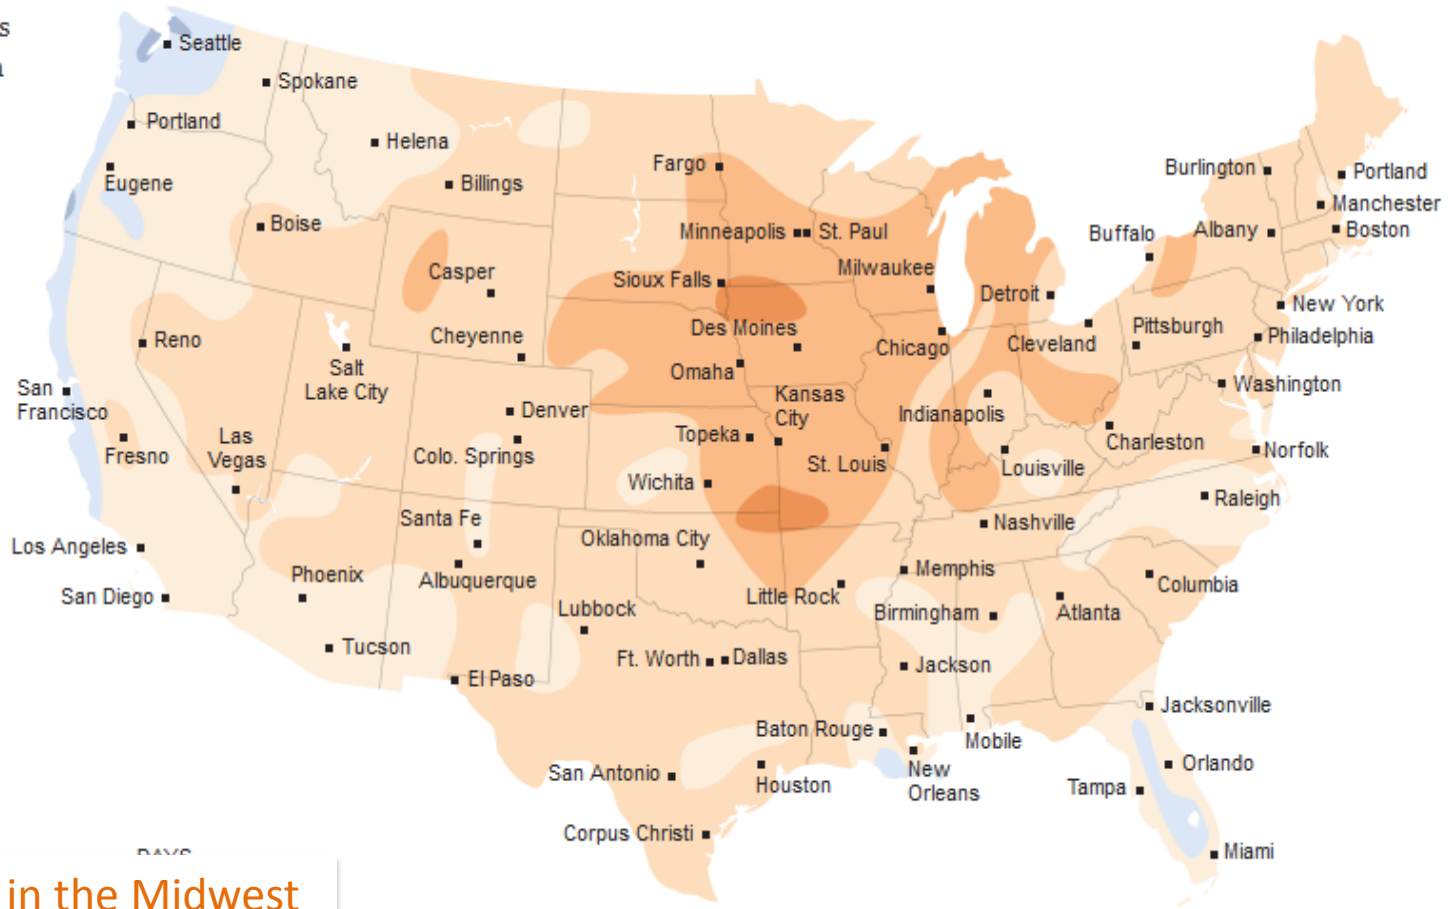 s
Seattle
Spokane
Portland
Helena
Eugene
Billings
Boise
Fargo
Minneapolis
St. Paul
Burlington
Portland
Manchester
Boston
Buffalo
Albany
Casper
Sioux Falls
Milwaukee
Detroit
New York
Reno
Cheyenne
Des Moines
Chicago
Cleveland
Pittsburgh
Philadelphia
Salt
Lake City
Omaha
Kansas
City
Washington
San
Francisco
Denver
Indianapolis
Fresno
Las
Vegas
Colo. Springs
Topeka
St. Louis
Charleston
Norfolk
Louisville
Wichita
Raleigh
Santa Fe
Nashville
Los Angeles
Oklahoma City
San Diego
Phoenix
Albuquerque
Memphis
Columbia
Lubbock
Little Rock
Birmingham
Atlanta
Tucson
Ft. Worth
Dallas
Jackson
El Paso
Jacksonville
Baton Rouge
Mobile
San Antonio
Houston
New
Orleans
Orlando
Tampa
Corpus Christi
Miami
DAYS
in the Midwest